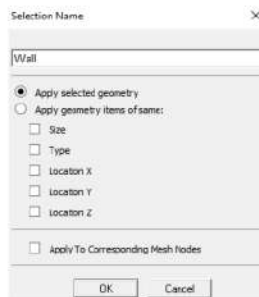 Selection Name
Wall
Apply selected geometry
Apply geometry items of same:
Size
Type
Location X
Location Y
Location Z
Apply To Corresponding Mesh Nodes
OK Cancel